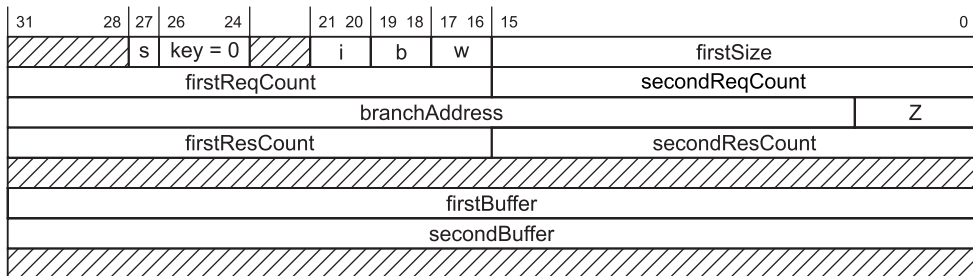 31 28 27 26 24 21 20 19 18 17 16 15 0
s key = 0 i b w firstSize
firstReqCount secondReqCount
branchAddress Z
firstResCount secondResCount
firstBuffer
secondBuffer